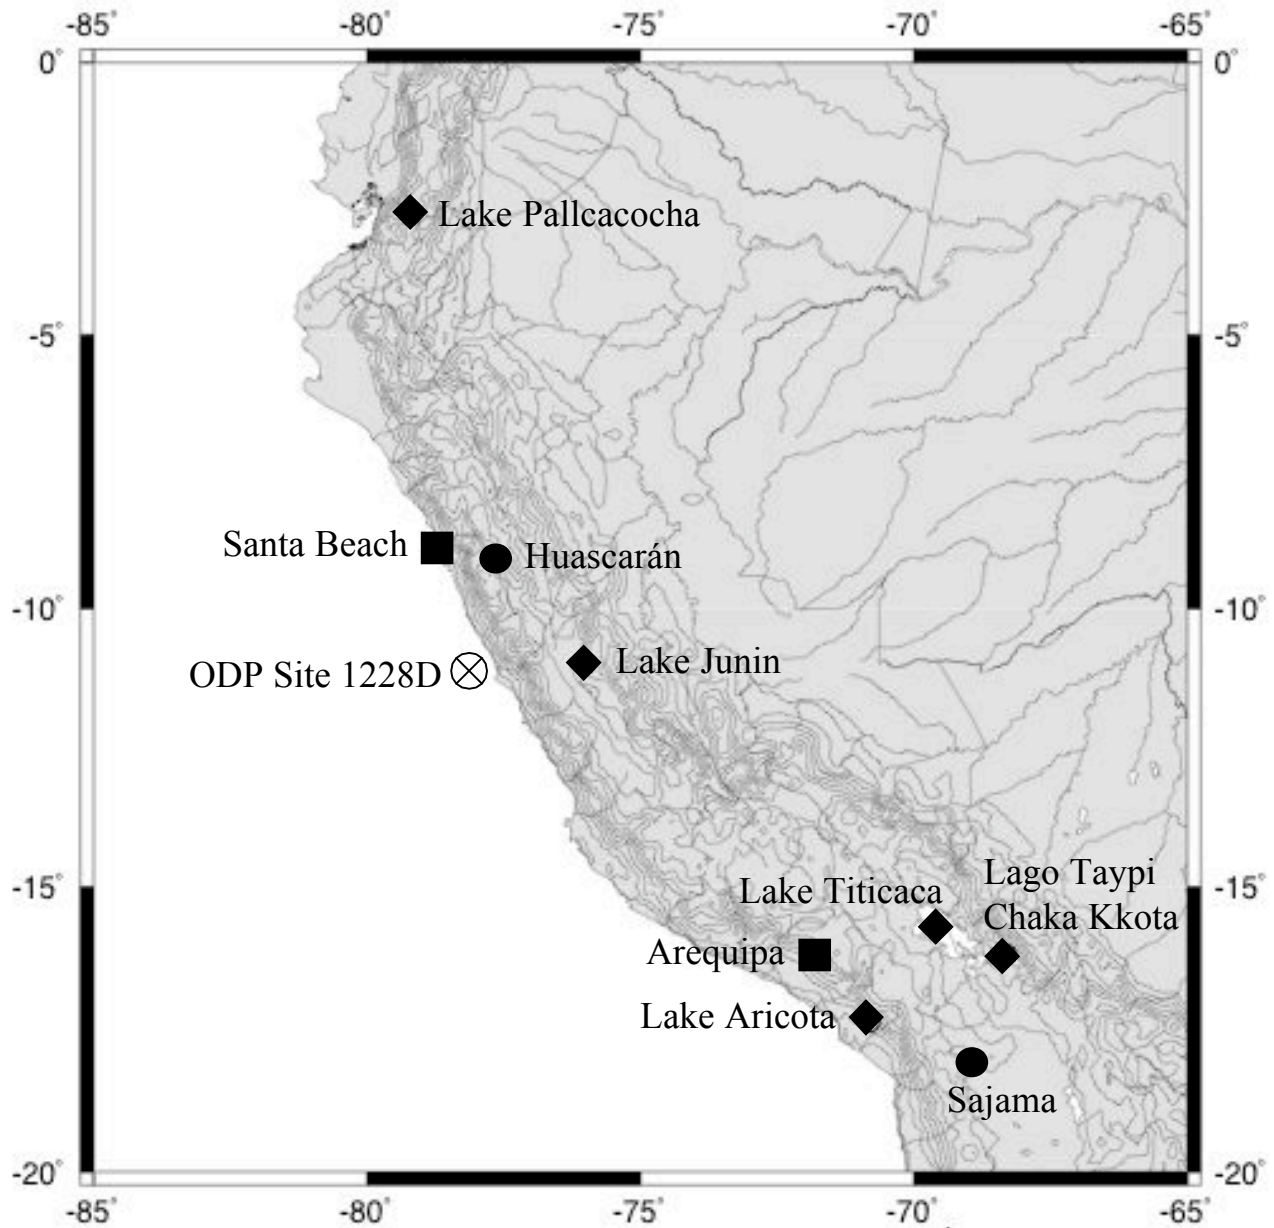 -85° -80° -75° -70° -65°
0° 0°
Lake Pallcacocha
-5° -5°
Santa Beach
Huascarán
-10° -10°
Lake Junin
ODP Site 1228D
Lago Taypi
-15° -15°
Lake Titicaca
Chaka Kkota
Arequipa
Lake Aricota
Sajama
-20° -20°
-85° -80° -75° -70° -65°